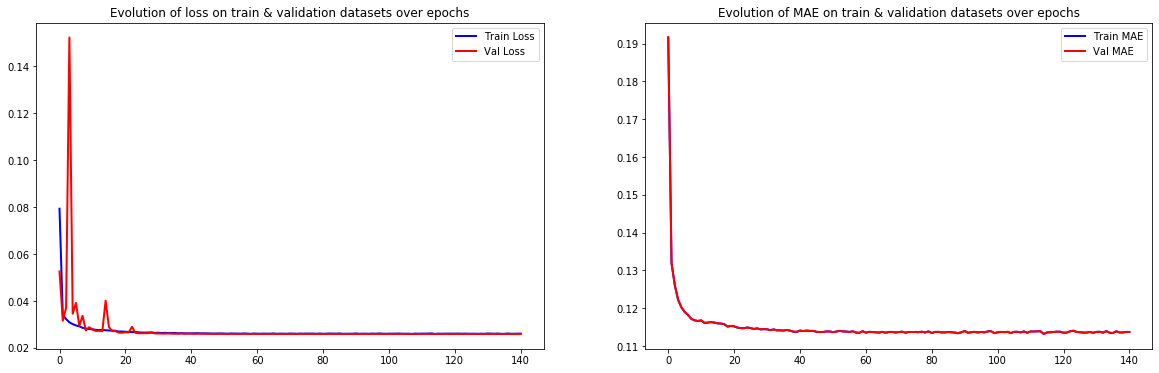 Evolution of loss on train & validation datasets over epochs
Train Loss
Val Loss
0.14
0.12
0.10
0.08
0.06
0.04
0.02
0 20 40 60 80 100 120 140
Evolution of MAE on train & validation datasets over epochs
Train MAE
Val MAE
0.19
0.18
0.17
0.16
0.15
0.14
0.13
0.12
0.11
0 20 40 60 80 100 120 140